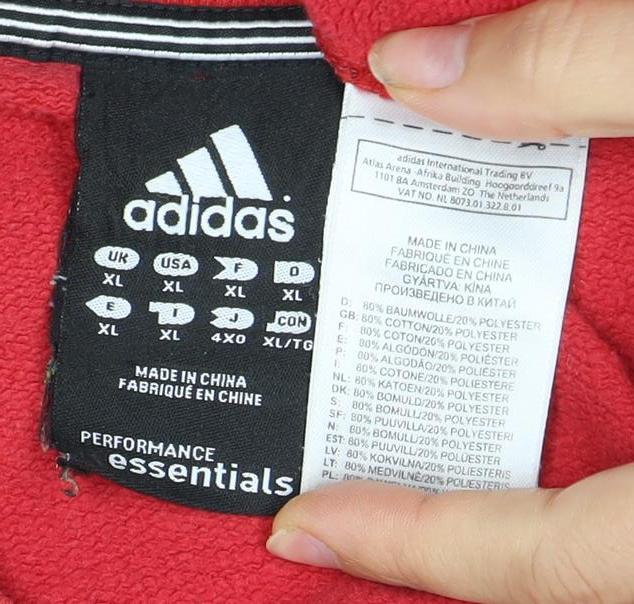 adidas
UK USA F D
XL XL XL XL
E I J CON
XL XL 4XO XL/TG
MADE IN CHINA
FABRIQUÉ EN CHINE
PERFORMANCE
essentials
adidas International Trading BV
Atlas Arena -Afrika Building Hoogoorddreef 9a
1101 BA Amsterdam ZO The Netherlands
VAT NO. NL 8073.01.322.B.01
MADE IN CHINA
FABRIQUÉ EN CHINE
FABRICADO EN CHINA
GYÁRTVA: KÍNA
ПРОИЗВЕДЕНО В КИТАЙ
D: 80% BAUMWOLLE/20% POLYESTER
GB: 80% COTTON/20% POLYESTER
F: 80% COTON/20% POLYESTER
E: 80% ALGODÓN/20% POLIÉSTER
P: 80% ALGODÃO/20% POLIÉSTER
I: 80% COTONE/20% POLIESTERE
NL: 80% KATOEN/20% POLYESTER
DK: 80% BOMULD/20% POLYESTER
S: 80% BOMULL/20% POLYESTER
SF: 80% PUUVILLA/20% POLYESTERI
N: 80% BOMULL/20% POLYESTER
EST: 80% PUUVILL/20% POLÜESTER
LV: 80% KOKVILNA/20% POLIESTERIS
LT: 80% MEDVILNĖ/20% POLIESTERIS
PL: 80%